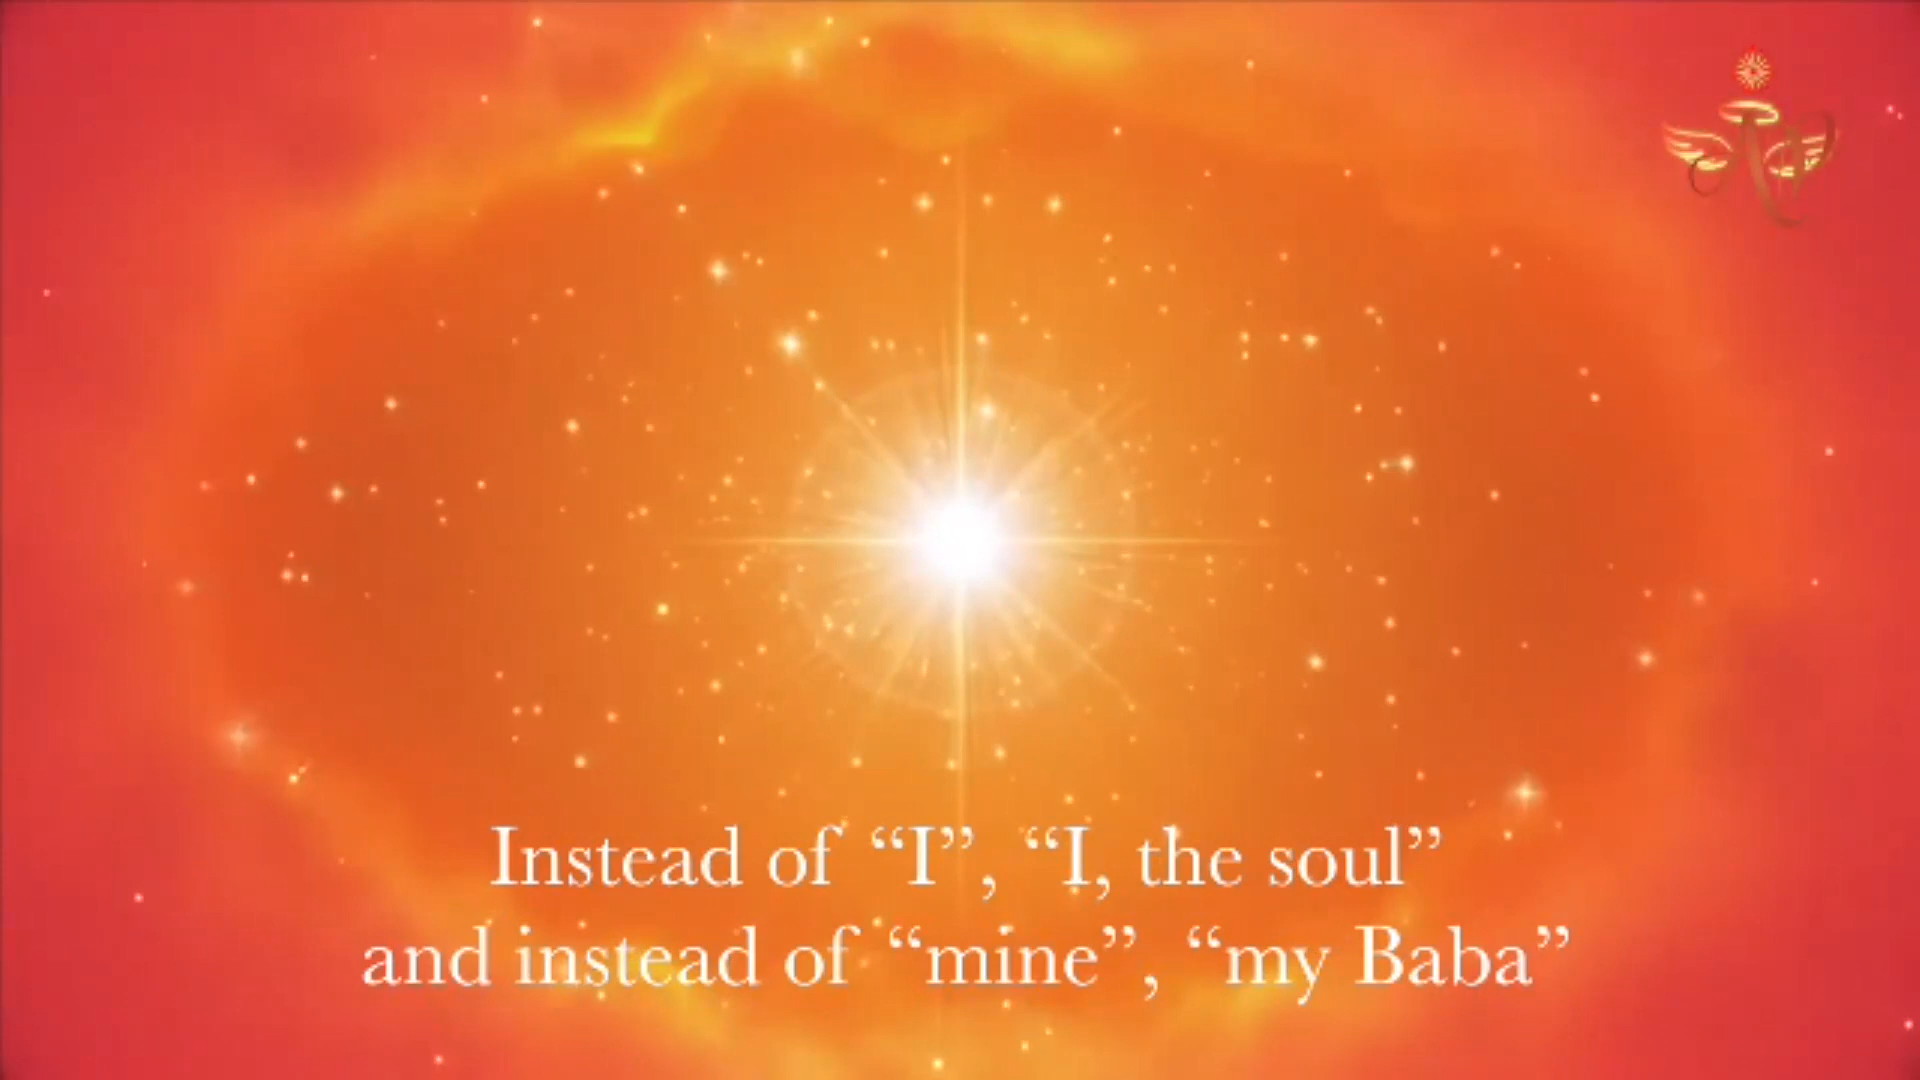 Instead of “I”, “I, the soul”
and instead of “mine”, “my Baba”